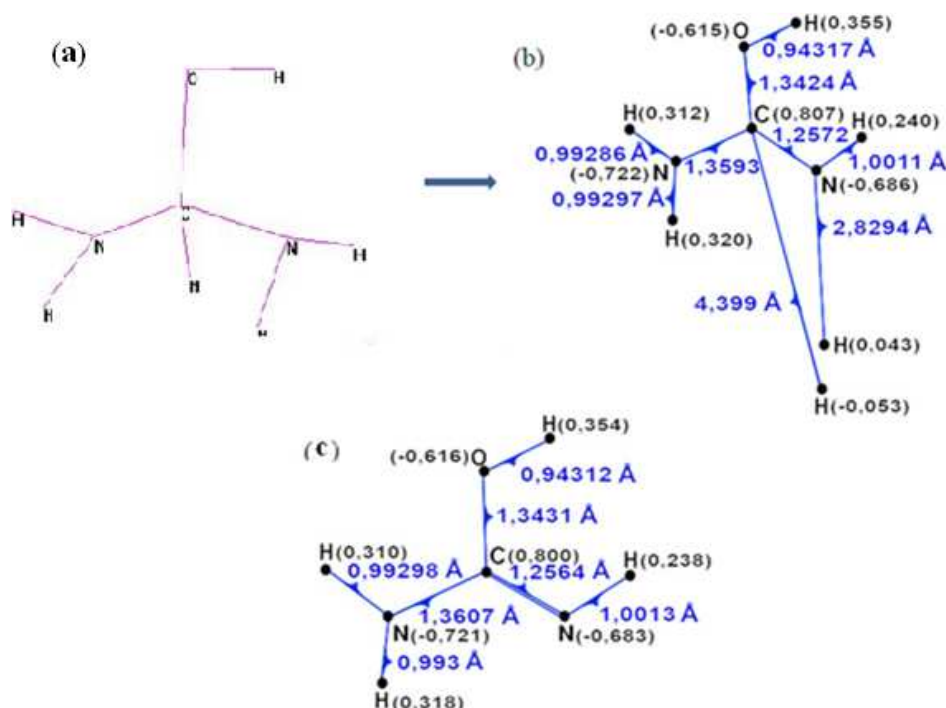 (a)
O H
H N N H
H H H
(b)
(-0,615) O H(0,355)
0,94317 Å
1,3424 Å
H(0,312) C (0,807) H(0,240)
0,99286 Å N 1,3593 1,2572 1,0011 Å
(-0,722) N(-0,686)
0,99297 Å
H(0,320) 2,8294 Å
4,399 Å
H(0,043)
H(-0,053)
(c)
H(0,354)
(-0,616) O
0,94312 Å
1,3431 Å
H(0,310) C(0,800) H(0,238)
0,99298 Å 1,2564 Å
1,3607 Å 1,0013 Å
N(-0,721) N(-0,683)
0,993 Å
H(0,318)